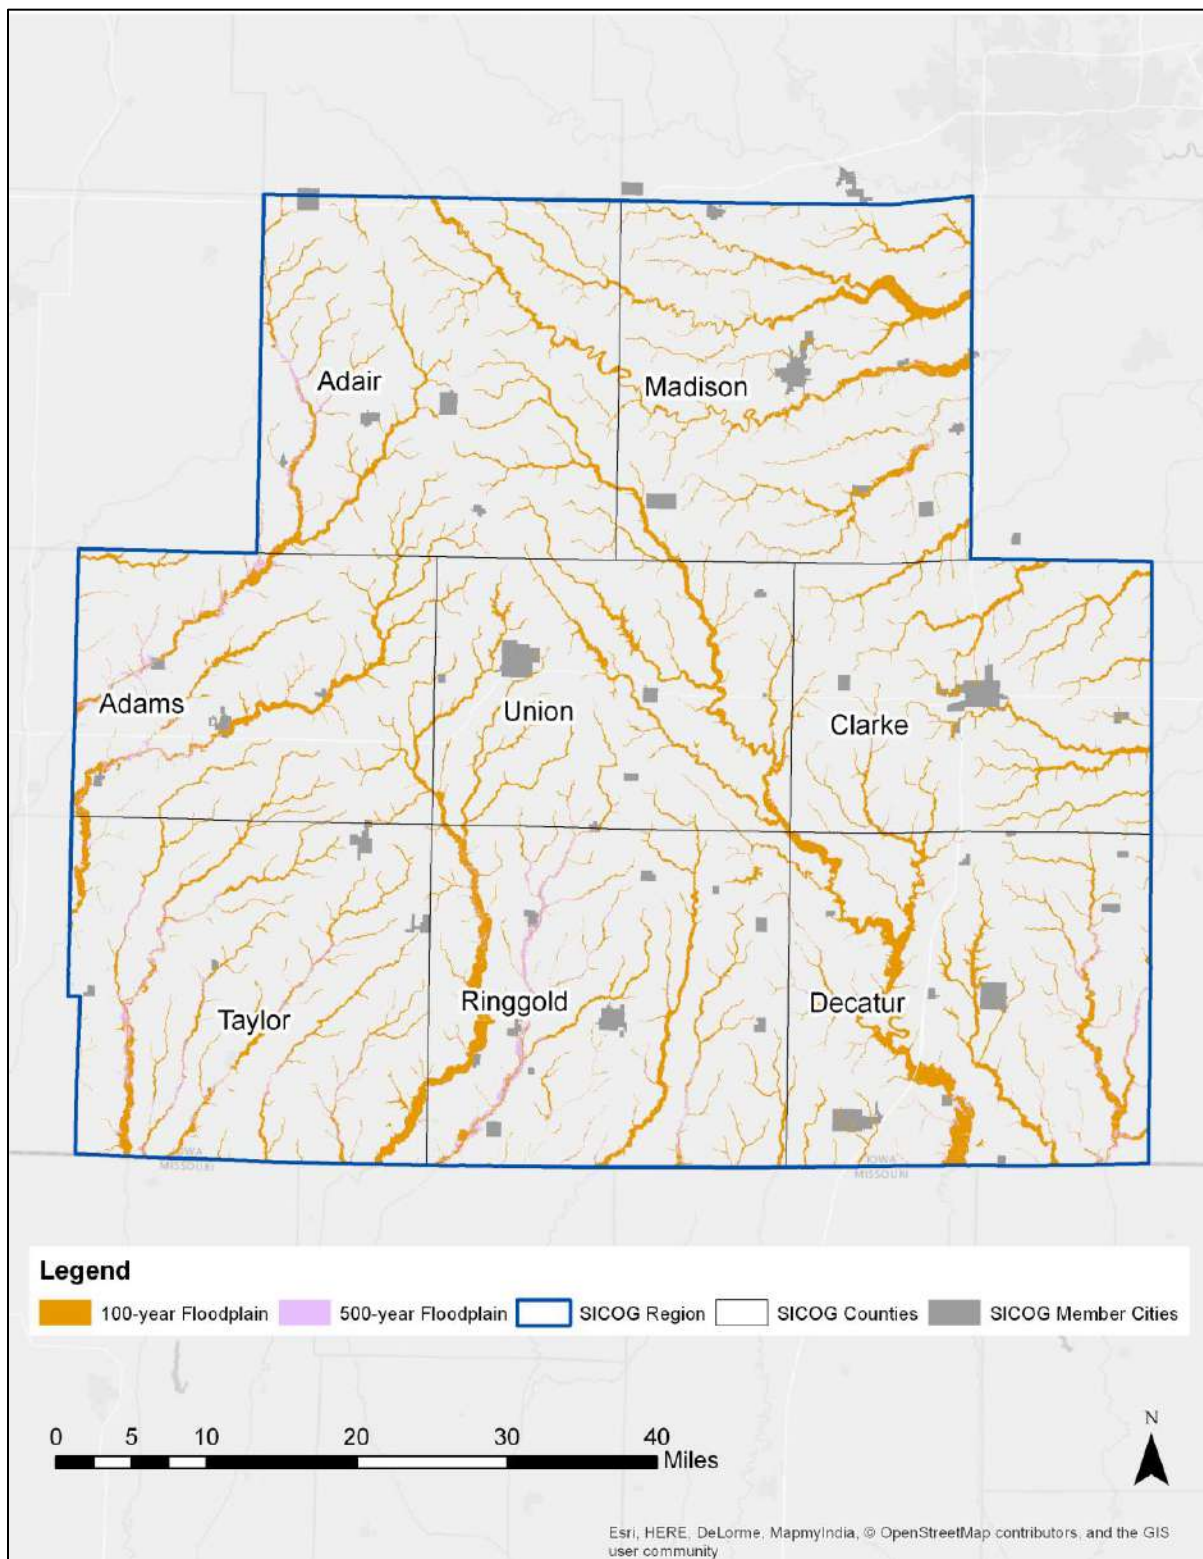 Adair
Madison
Adams
Union
Clarke
Taylor
Ringgold
Decatur
MISSOURI
IOWA
MISSOURI
Legend
100-year Floodplain
500-year Floodplain
SICOG Region
SICOG Counties
SICOG Member Cities
0 5 10 20 30 40
Miles
N
Esri, HERE, DeLorme, MapmyIndia, © OpenStreetMap contributors, and the GIS
user community